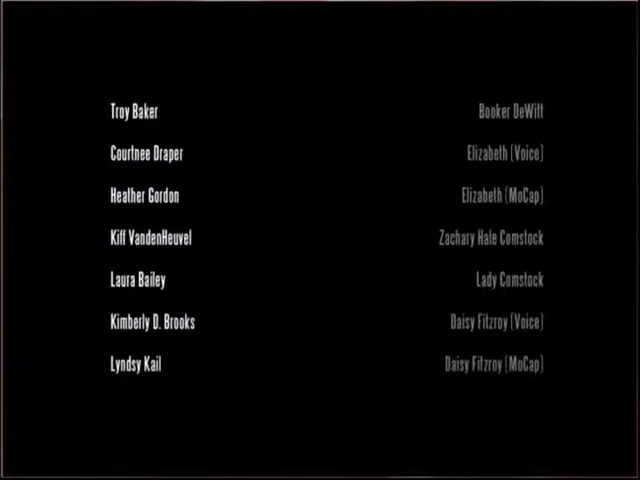 Troy Baker Booker DeWitt
Courtnee Draper Elizabeth (Voice)
Heather Gordon Elizabeth (MoCap)
Kiff VandenHeuvel Zachary Hale Comstock
Laura Bailey Lady Comstock
Kimberly D. Brooks Daisy Fitzroy (Voice)
Lyndsy Kail Daisy Fitzroy (MoCap)